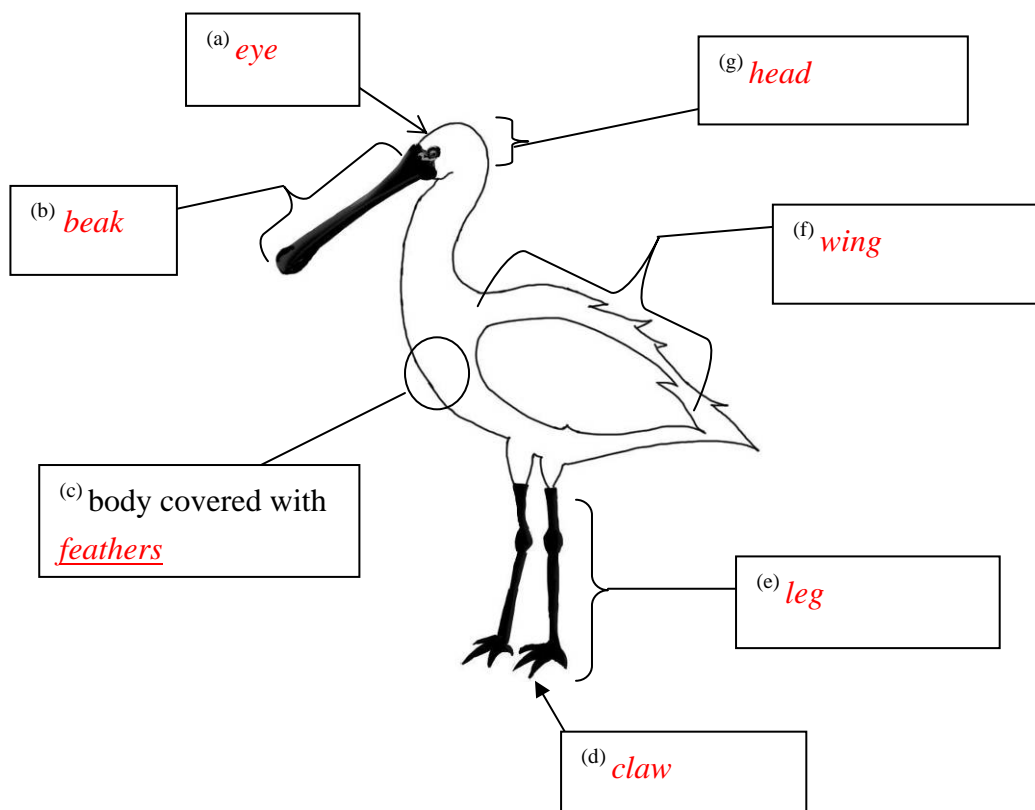 (a) eye
(g) head
(b) beak
(f) wing
(c) body covered with
feathers
(e) leg
(d) claw